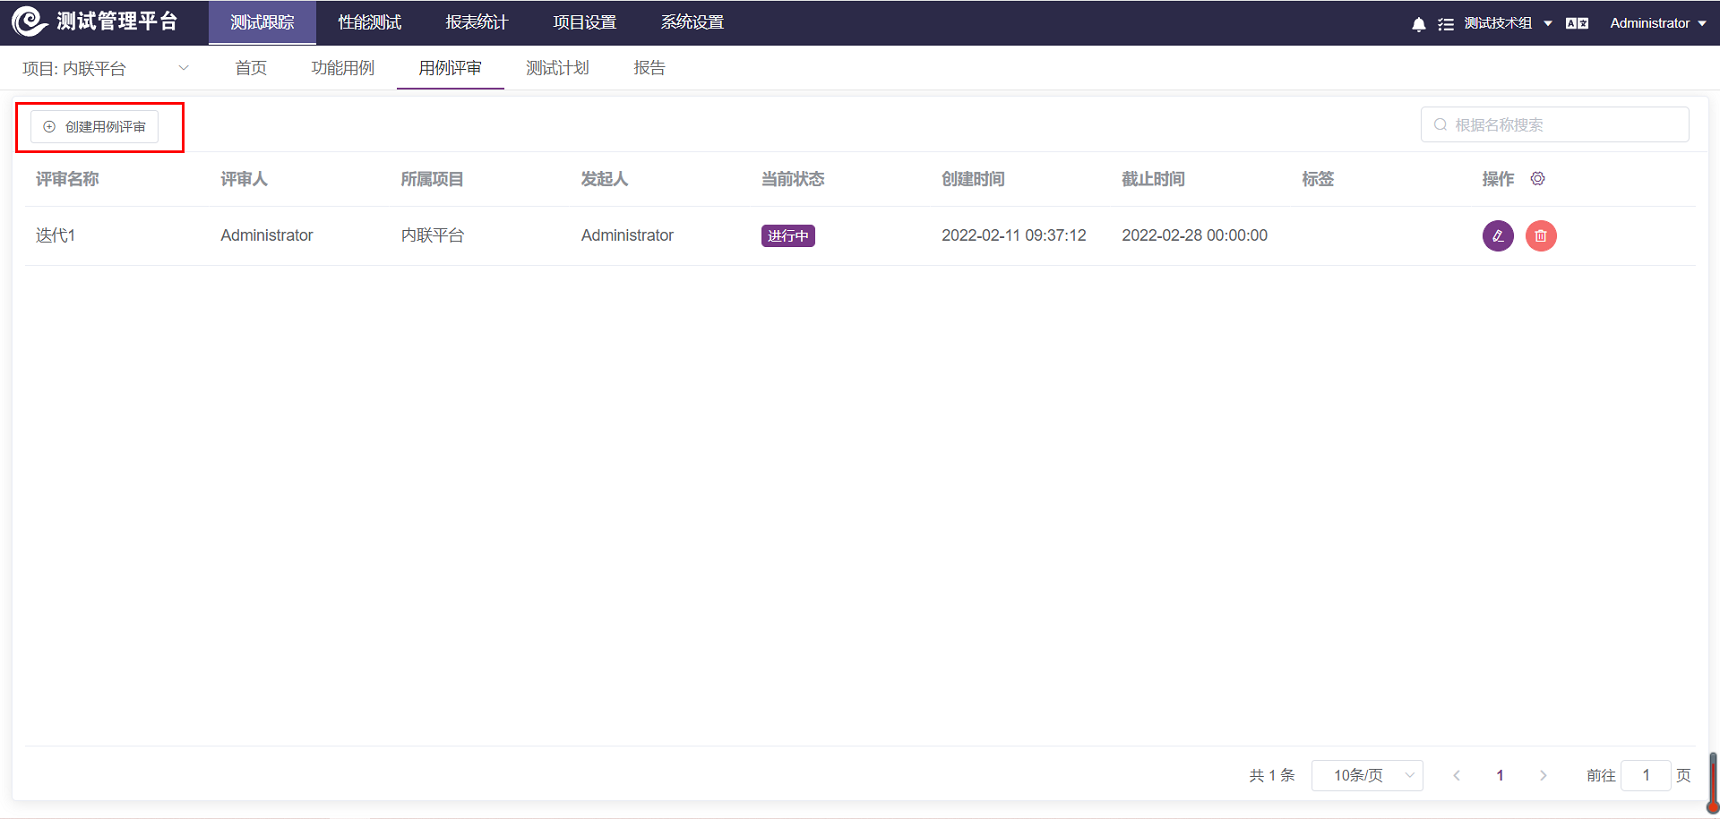 测试管理平台 测试跟踪 性能测试 报表统计 项目设置 系统设置 测试技术组 Administrator
项目: 内联平台 首页 功能用例 用例评审 测试计划 报告
创建用例评审 根据名称搜索
评审名称 评审人 所属项目 发起人 当前状态 创建时间 截止时间 标签 操作
迭代1 Administrator 内联平台 Administrator 进行中 2022-02-11 09:37:12 2022-02-28 00:00:00
共 1 条 10条/页 1 前往 1 页